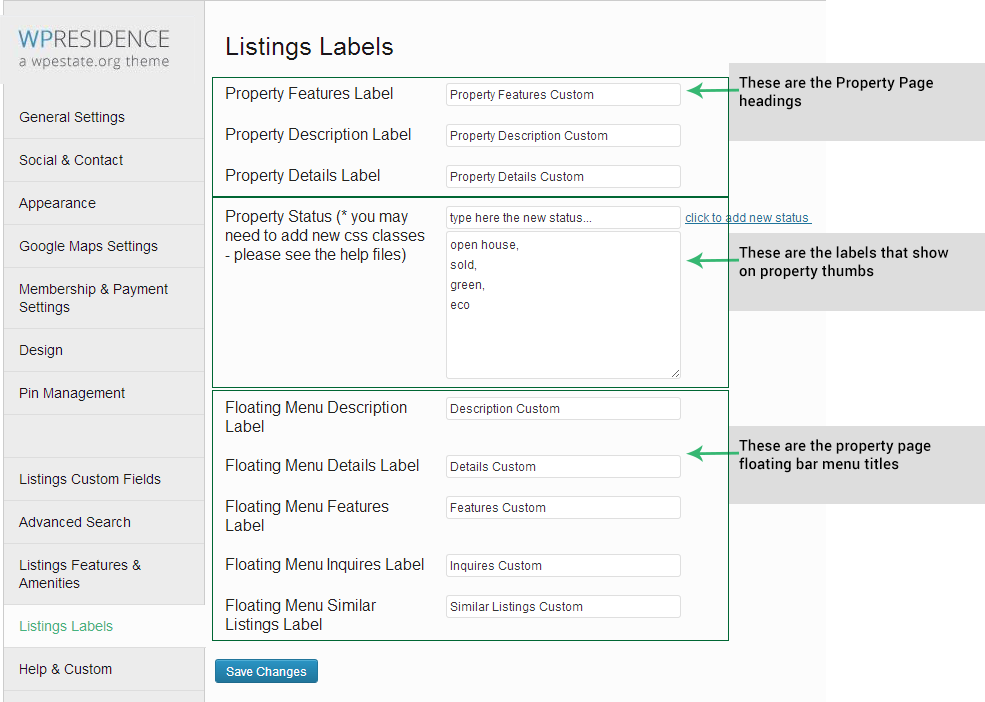 WPRESIDENCE
a wpestate.org theme
General Settings
Social & Contact
Appearance
Google Maps Settings
Membership & Payment
Settings
Design
Pin Management
Listings Custom Fields
Advanced Search
Listings Features &
Amenities
Listings Labels
Help & Custom
Listings Labels
Property Features Label
Property Features Custom
Property Description Label
Property Description Custom
Property Details Label
Property Details Custom
These are the Property Page
headings
Property Status (* you may
need to add new css classes
- please see the help files)
type here the new status...
click to add new status
open house,
sold,
green,
eco
These are the labels that show
on property thumbs
Floating Menu Description
Label
Description Custom
Floating Menu Details Label
Details Custom
Floating Menu Features
Label
Features Custom
Floating Menu Inquires Label
Inquires Custom
Floating Menu Similar
Listings Label
Similar Listings Custom
These are the property page
floating bar menu titles
Save Changes